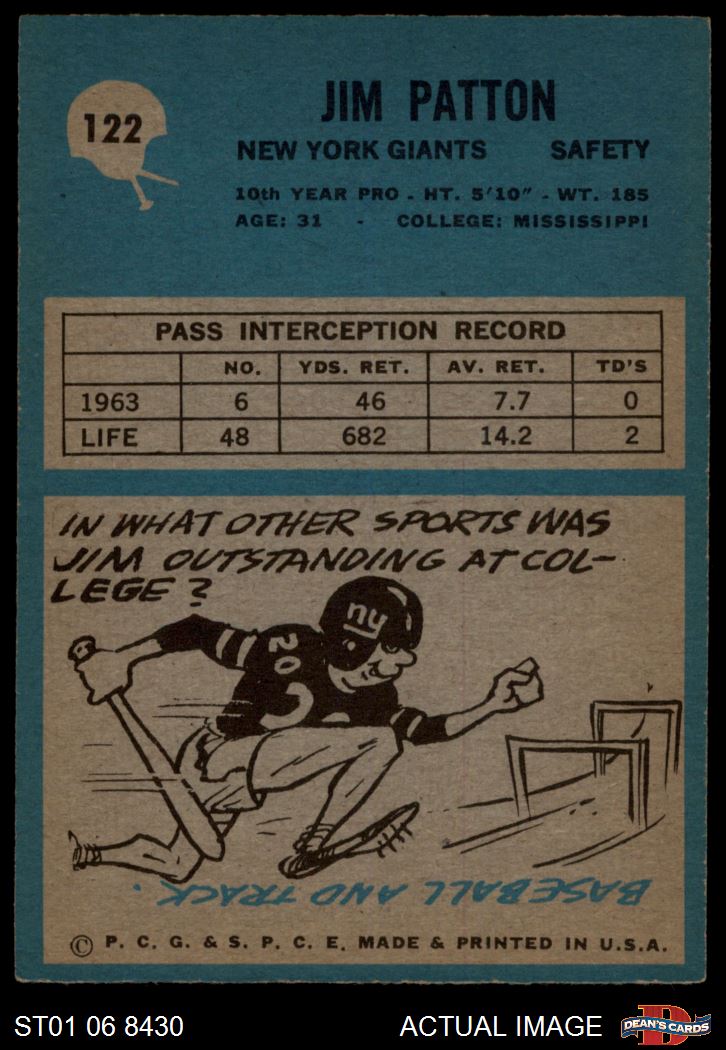 122
JIM PATTON
NEW YORK GIANTS SAFETY
10th YEAR PRO - HT. 5'10" - WT. 185
AGE: 31 - COLLEGE: MISSISSIPPI
PASS INTERCEPTION RECORD
NO. YDS. RET. AV. RET. TD'S
1963 6 46 7.7 0
LIFE 48 682 14.2 2
IN WHAT OTHER SPORTS WAS
JIM OUTSTANDING AT COL-
LEGE?
ny
20
BASEBALL AND TRACK.
© P. C. G. & S. P. C. E. MADE & PRINTED IN U.S.A.
ST01 06 8430 ACTUAL IMAGE D DEAN'S CARDS